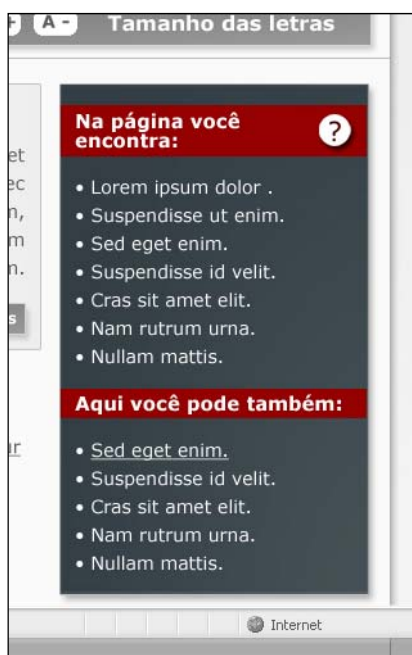 A - Tamanho das letras
Na página você
encontra:
?
• Lorem ipsum dolor .
• Suspendisse ut enim.
• Sed eget enim.
• Suspendisse id velit.
• Cras sit amet elit.
• Nam rutrum urna.
• Nullam mattis.
Aqui você pode também:
• Sed eget enim.
• Suspendisse id velit.
• Cras sit amet elit.
• Nam rutrum urna.
• Nullam mattis.
Internet